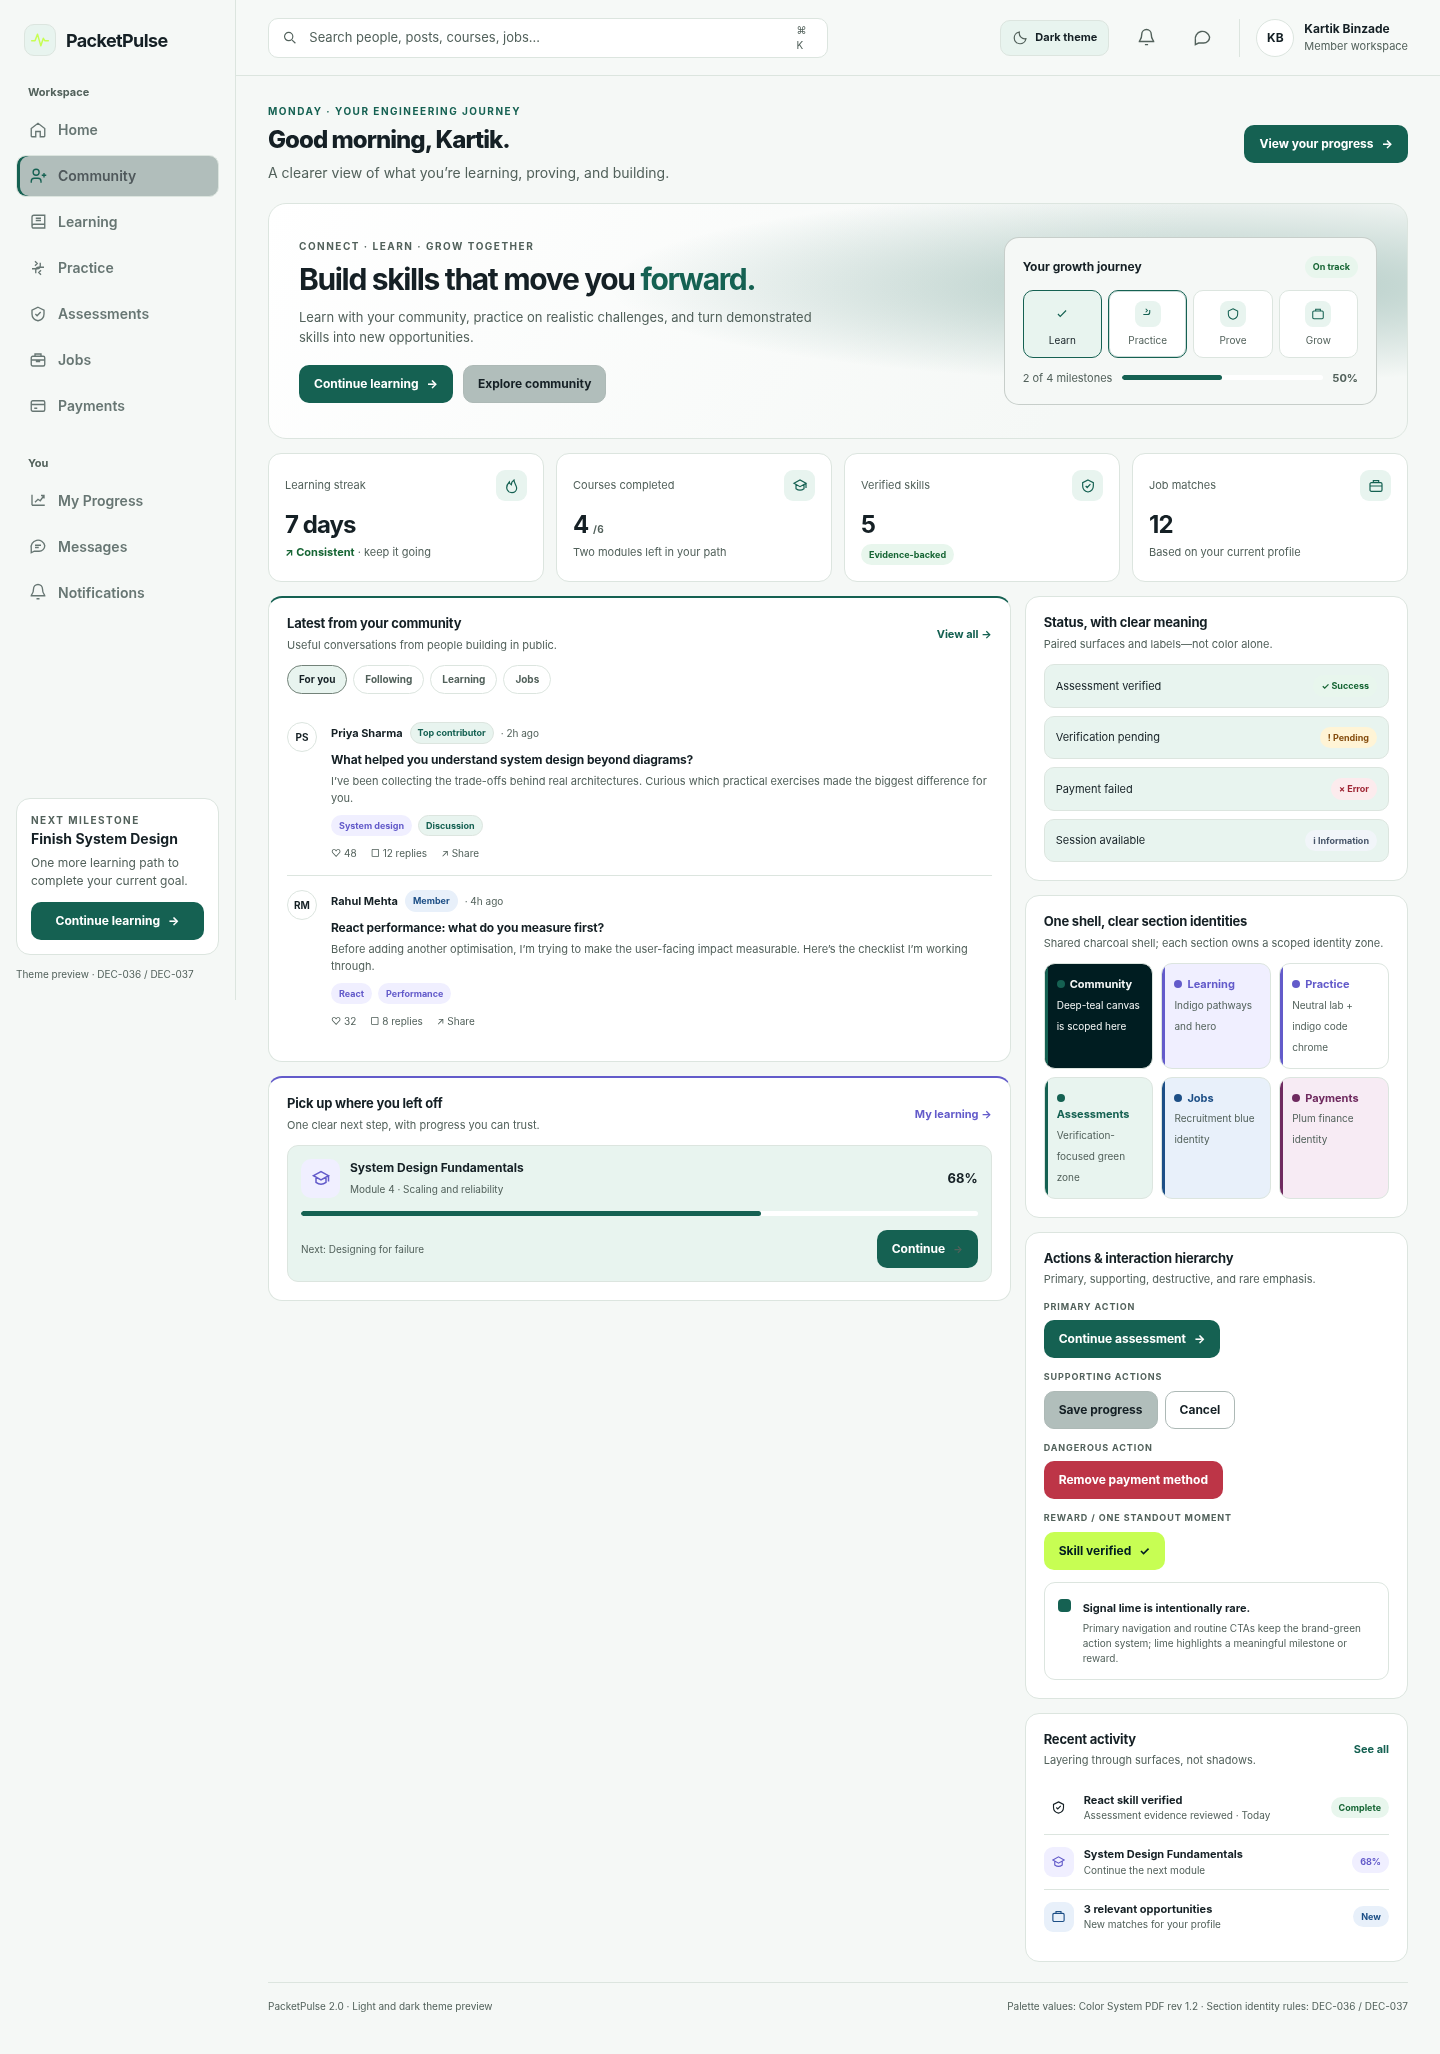 PacketPulse
Workspace
Home
Community
Learning
Practice
Assessments
Jobs
Payments
You
My Progress
Messages
Notifications
NEXT MILESTONE
Finish System Design
One more learning path to
complete your current goal.
Continue learning →
Theme preview · DEC-036 / DEC-037
Search people, posts, courses, jobs...
⌘
K
Dark theme
KB
Kartik Binzade
Member workspace
MONDAY · YOUR ENGINEERING JOURNEY
Good morning, Kartik.
A clearer view of what you’re learning, proving, and building.
View your progress →
CONNECT · LEARN · GROW TOGETHER
Build skills that move you forward.
Learn with your community, practice on realistic challenges, and turn demonstrated
skills into new opportunities.
Continue learning →
Explore community
Your growth journey
On track
Learn
Practice
Prove
Grow
2 of 4 milestones
50%
Learning streak
7 days
↗ Consistent · keep it going
Courses completed
4 /6
Two modules left in your path
Verified skills
5
Evidence-backed
Job matches
12
Based on your current profile
Latest from your community
Useful conversations from people building in public.
View all →
For you
Following
Learning
Jobs
PS
Priya Sharma
Top contributor
· 2h ago
What helped you understand system design beyond diagrams?
I’ve been collecting the trade-offs behind real architectures. Curious which practical exercises made the biggest difference for
you.
System design
Discussion
♡ 48
☐ 12 replies
↗ Share
RM
Rahul Mehta
Member
· 4h ago
React performance: what do you measure first?
Before adding another optimisation, I’m trying to make the user-facing impact measurable. Here’s the checklist I’m working
through.
React
Performance
♡ 32
☐ 8 replies
↗ Share
Pick up where you left off
One clear next step, with progress you can trust.
My learning →
System Design Fundamentals
Module 4 · Scaling and reliability
68%
Next: Designing for failure
Continue →
Status, with clear meaning
Paired surfaces and labels—not color alone.
Assessment verified
✓ Success
Verification pending
! Pending
Payment failed
× Error
Session available
i Information
One shell, clear section identities
Shared charcoal shell; each section owns a scoped identity zone.
Community
Deep-teal canvas
is scoped here
Learning
Indigo pathways
and hero
Practice
Neutral lab +
indigo code
chrome
Assessments
Verification-
focused green
zone
Jobs
Recruitment blue
identity
Payments
Plum finance
identity
Actions & interaction hierarchy
Primary, supporting, destructive, and rare emphasis.
PRIMARY ACTION
Continue assessment →
SUPPORTING ACTIONS
Save progress
Cancel
DANGEROUS ACTION
Remove payment method
REWARD / ONE STANDOUT MOMENT
Skill verified ✓
Signal lime is intentionally rare.
Primary navigation and routine CTAs keep the brand-green
action system; lime highlights a meaningful milestone or
reward.
Recent activity
Layering through surfaces, not shadows.
See all
React skill verified
Assessment evidence reviewed · Today
Complete
System Design Fundamentals
Continue the next module
68%
3 relevant opportunities
New matches for your profile
New
PacketPulse 2.0 · Light and dark theme preview
Palette values: Color System PDF rev 1.2 · Section identity rules: DEC-036 / DEC-037